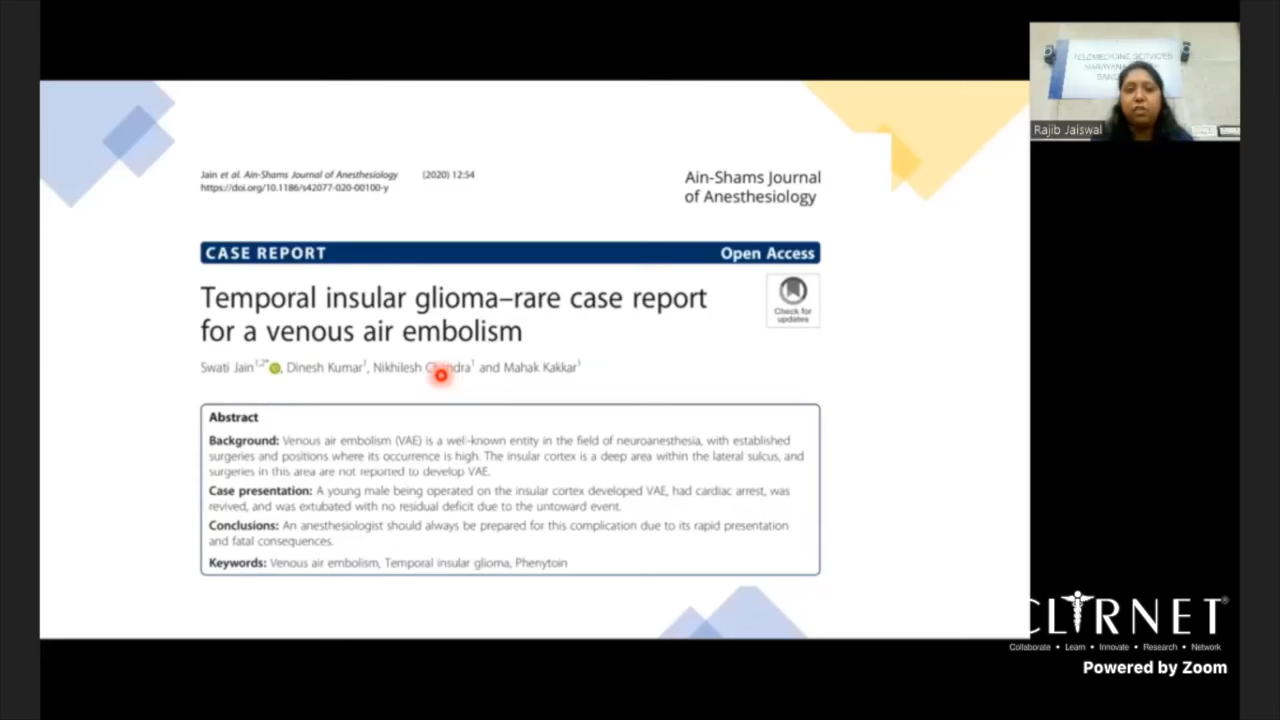 Jain et al. Ain-Shams Journal of Anesthesiology (2020) 12:54
https://doi.org/10.1186/s42077-020-00100-y
Ain-Shams Journal
of Anesthesiology
CASE REPORT Open Access
Temporal insular glioma–rare case report
for a venous air embolism
Check for
updates
Swati Jain1,2*, Dinesh Kumar1, Nikhilesh Chandra1 and Mahak Kakkar1
Abstract
Background: Venous air embolism (VAE) is a well-known entity in the field of neuroanesthesia, with established
surgeries and positions where its occurrence is high. The insular cortex is a deep area within the lateral sulcus, and
surgeries in this area are not reported to develop VAE.
Case presentation: A young male being operated on the insular cortex developed VAE, had cardiac arrest, was
revived, and was extubated with no residual deficit due to the untoward event.
Conclusions: An anesthesiologist should always be prepared for this complication due to its rapid presentation
and fatal consequences.
Keywords: Venous air embolism, Temporal insular glioma, Phenytoin
TELEMEDICINE SERVICES
Rajib Jaiswal
CLIRNET®
Collaborate • Learn • Innovate • Research • Network
Powered by Zoom